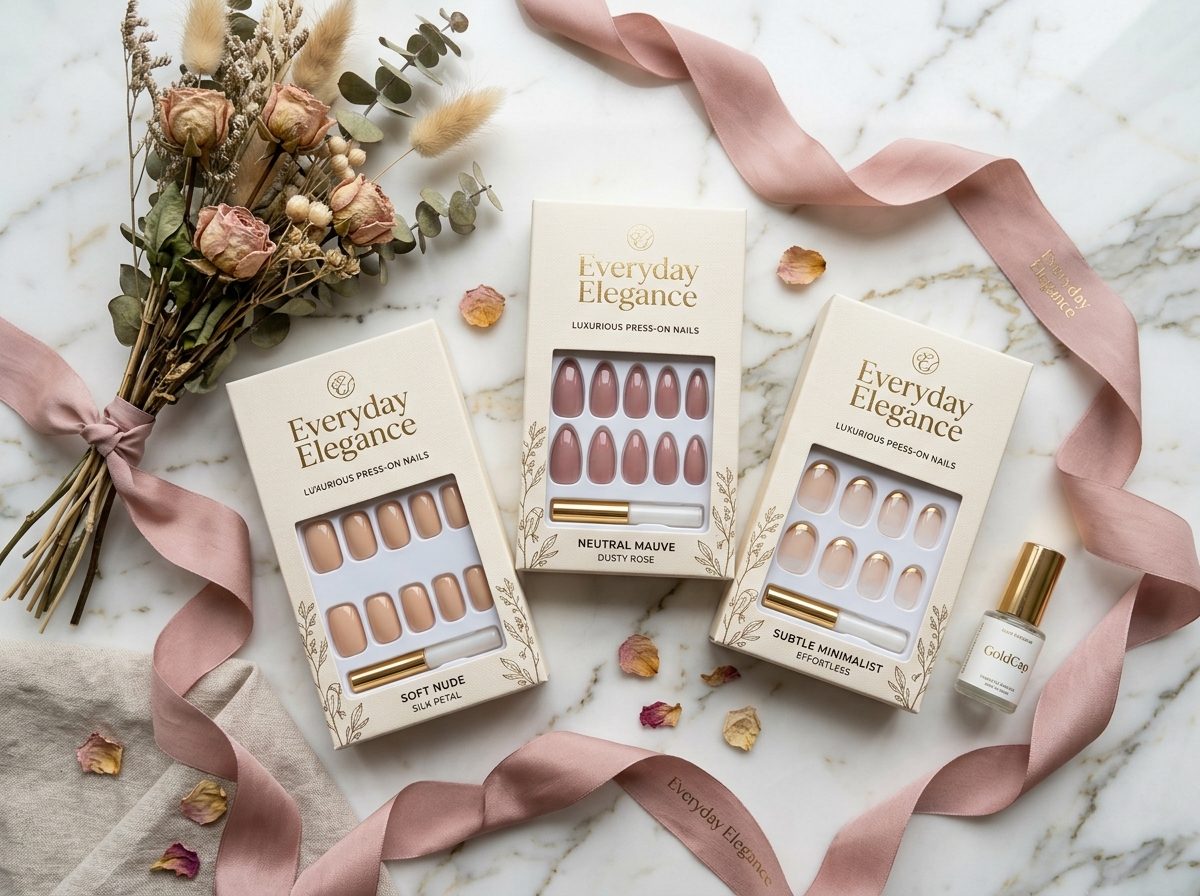 Everyday
Elegance
LUXURIOUS PRESS-ON NAILS
SOFT NUDE
SILK PETAL
Everyday
Elegance
LUXURIOUS PRESS-ON NAILS
NEUTRAL MAUVE
DUSTY ROSE
Everyday
Elegance
LUXURIOUS PRESS-ON NAILS
SUBTLE MINIMALIST
EFFORTLESS
Everyday
Elegance
GoldCap
Everyday Elegance